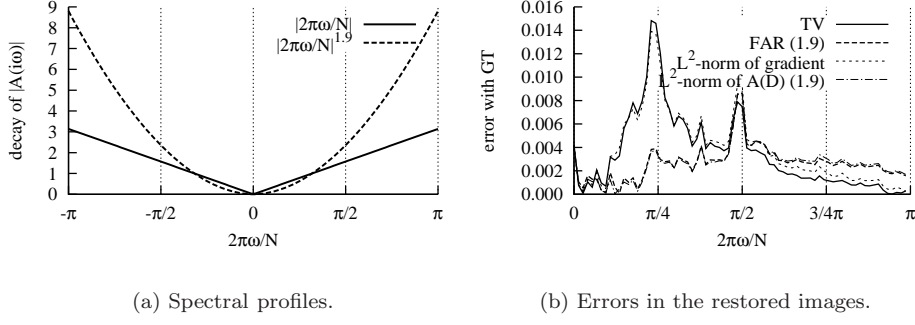 decay of |A(iω)|
9
8
7
6
5
4
3
2
1
0
-π
-π/2
0
π/2
π
2πω/N
|2πω/N|
|2πω/N|^1.9
error with GT
0.016
0.014
0.012
0.010
0.008
0.006
0.004
0.002
0.000
0
π/4
π/2
3/4π
π
2πω/N
TV
FAR (1.9)
L²-norm of gradient
L²-norm of A(D) (1.9)
(a) Spectral profiles.
(b) Errors in the restored images.